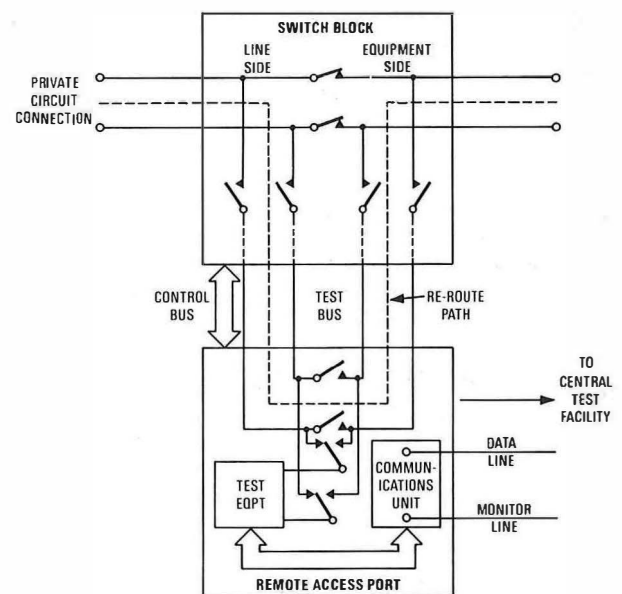 SWITCH BLOCK
LINE
SIDE
EQUIPMENT
SIDE
PRIVATE
CIRCUIT
CONNECTION
CONTROL
BUS
TEST
BUS
RE-ROUTE
PATH
TO
CENTRAL
TEST
FACILITY
TEST
EQPT
COMMUN-
ICATIONS
UNIT
DATA
LINE
MONITOR
LINE
REMOTE ACCESS PORT